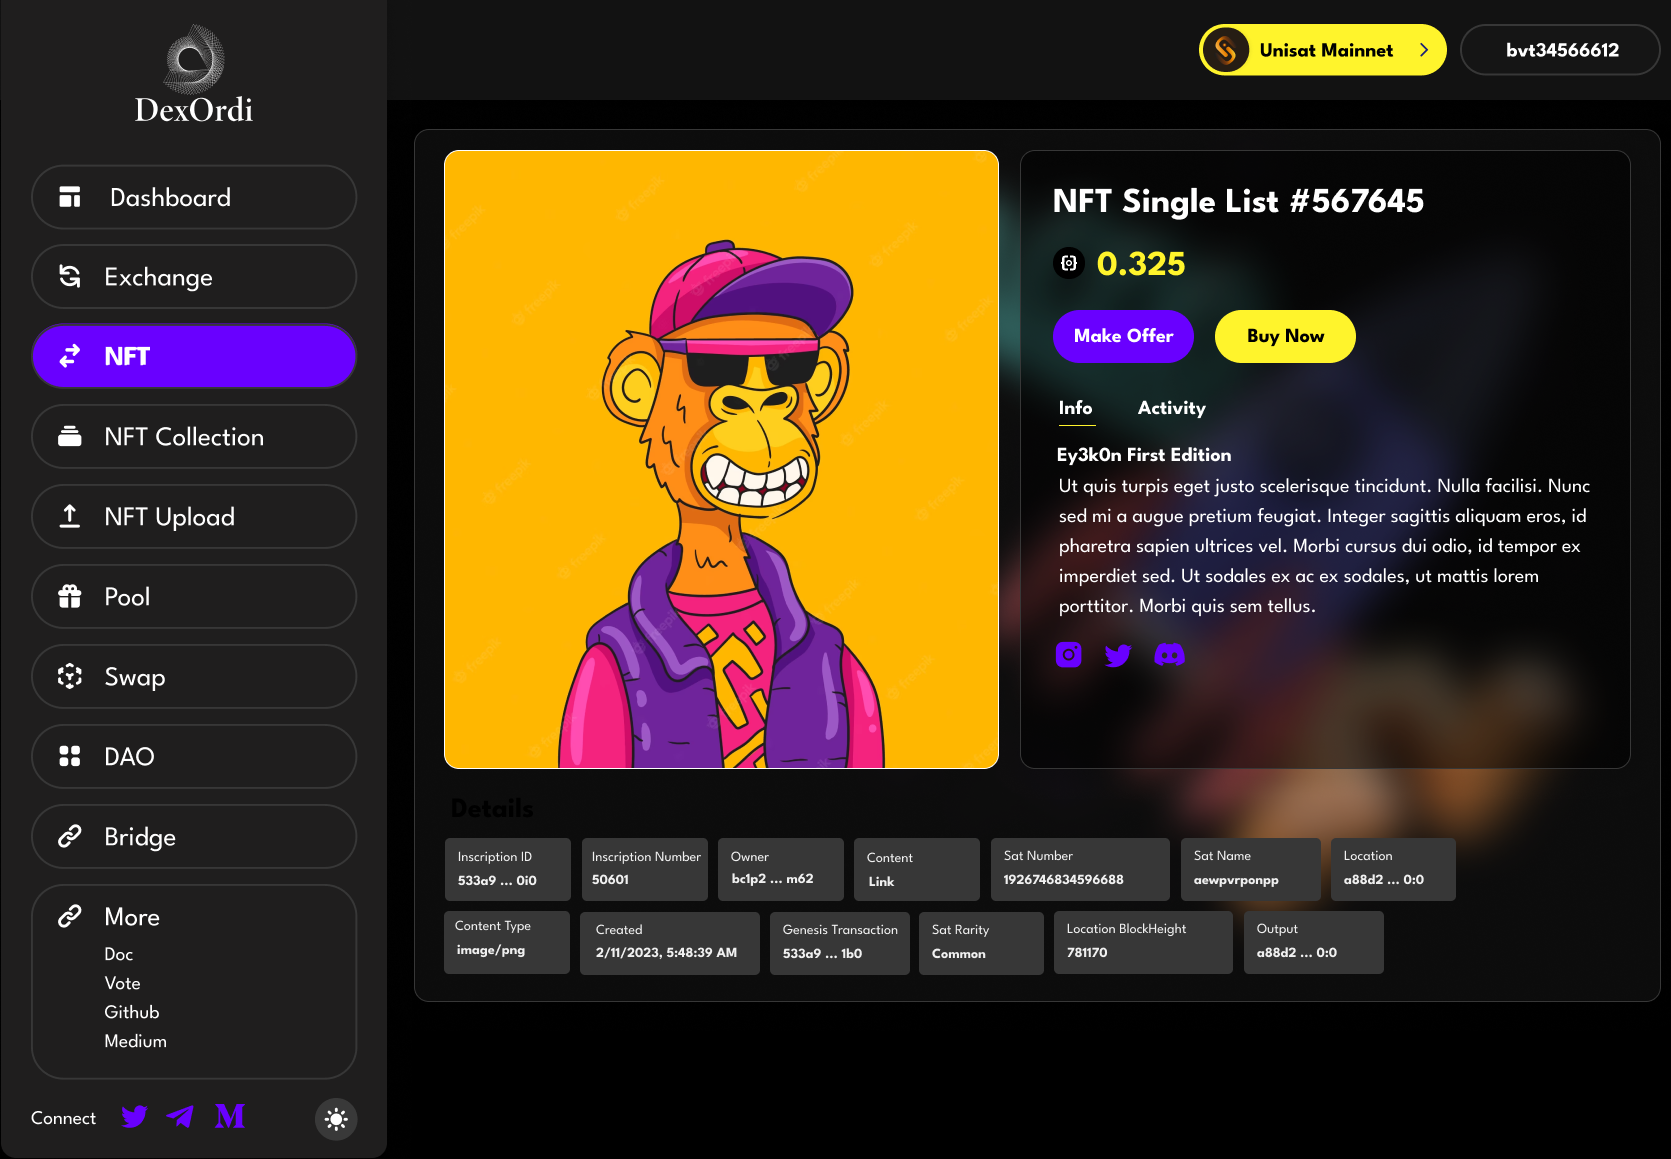 DexOrdi
Dashboard
Exchange
NFT
NFT Collection
NFT Upload
Pool
Swap
DAO
Bridge
More
Doc
Vote
Github
Medium
Connect
Unisat Mainnet
bvt34566612
freepik
NFT Single List #567645
0.325
Make Offer
Buy Now
Info
Activity
Ey3k0n First Edition
Ut quis turpis eget justo scelerisque tincidunt. Nulla facilisi. Nunc
sed mi a augue pretium feugiat. Integer sagittis aliquam eros, id
pharetra sapien ultrices vel. Morbi cursus dui odio, id tempor ex
imperdiet sed. Ut sodales ex ac ex sodales, ut mattis lorem
porttitor. Morbi quis sem tellus.
Details
Inscription ID
533a9 ... 0i0
Inscription Number
50601
Owner
bc1p2 ... m62
Content
Link
Sat Number
1926746834596688
Sat Name
aewpvrponpp
Location
a88d2 ... 0:0
Content Type
image/png
Created
2/11/2023, 5:48:39 AM
Genesis Transaction
533a9 ... 1b0
Sat Rarity
Common
Location BlockHeight
781170
Output
a88d2 ... 0:0